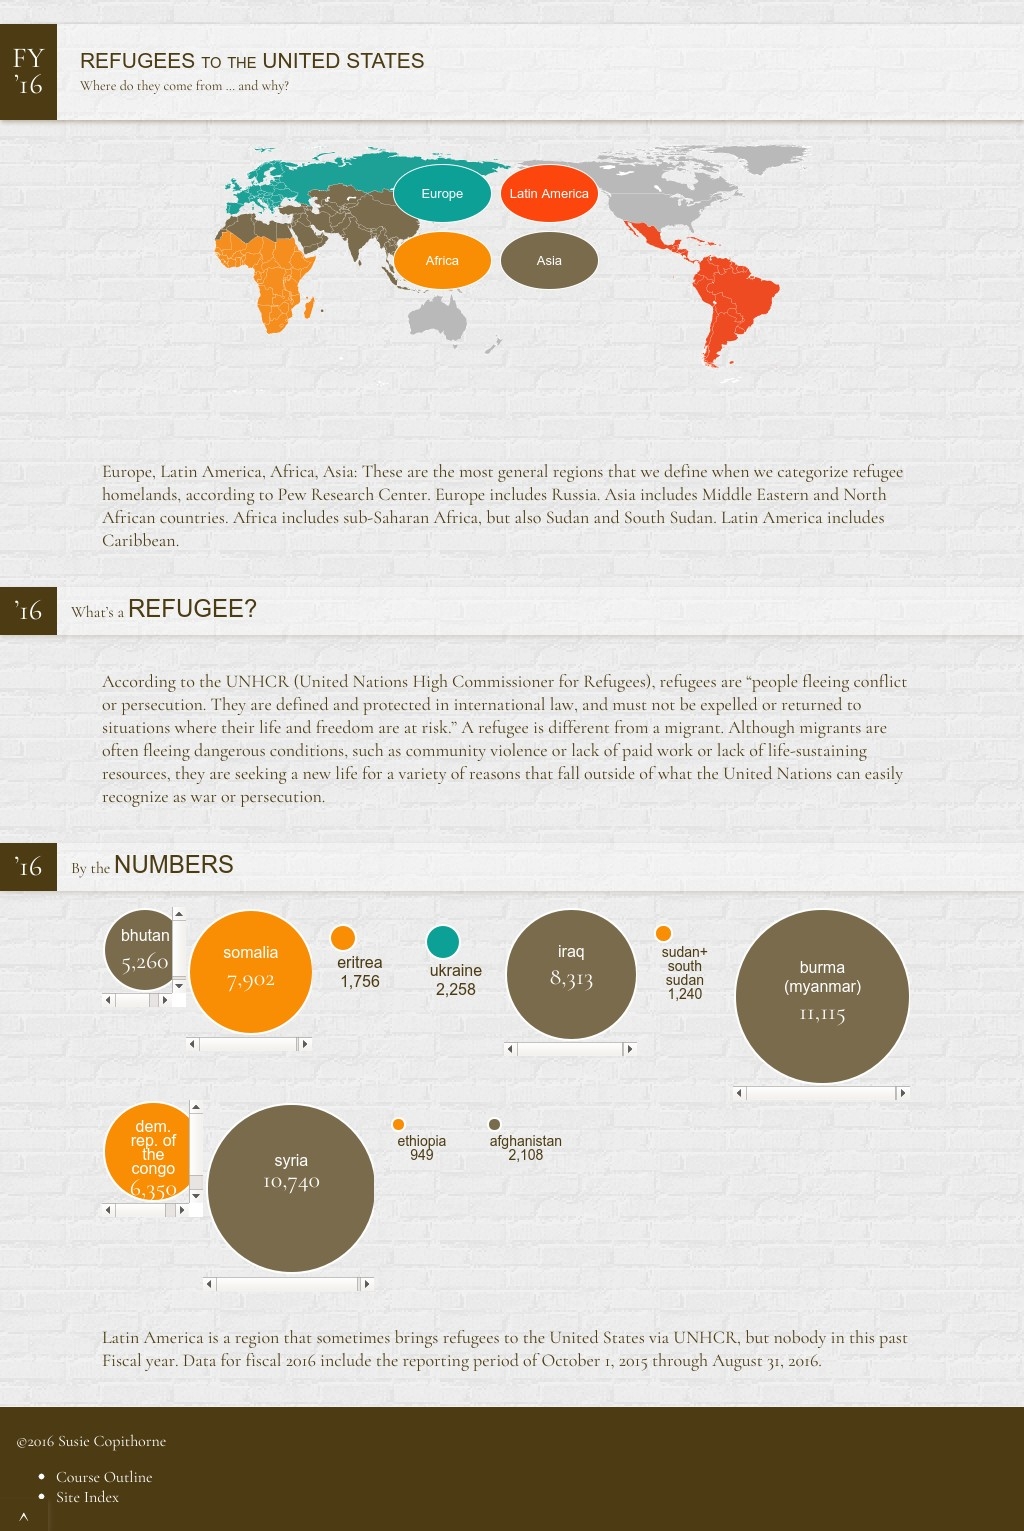 FY
’16
REFUGEES TO THE UNITED STATES
Where do they come from ... and why?
Europe
Latin America
Africa
Asia
Europe, Latin America, Africa, Asia: These are the most general regions that we define when we categorize refugee
homelands, according to Pew Research Center. Europe includes Russia. Asia includes Middle Eastern and North
African countries. Africa includes sub-Saharan Africa, but also Sudan and South Sudan. Latin America includes
Caribbean.
’16
What’s a REFUGEE?
According to the UNHCR (United Nations High Commissioner for Refugees), refugees are “people fleeing conflict
or persecution. They are defined and protected in international law, and must not be expelled or returned to
situations where their life and freedom are at risk.” A refugee is different from a migrant. Although migrants are
often fleeing dangerous conditions, such as community violence or lack of paid work or lack of life-sustaining
resources, they are seeking a new life for a variety of reasons that fall outside of what the United Nations can easily
recognize as war or persecution.
’16
By the NUMBERS
bhutan
5,260
somalia
7,902
eritrea
1,756
ukraine
2,258
iraq
8,313
sudan+
south
sudan
1,240
burma
(myanmar)
11,115
dem.
rep. of
the
congo
6,350
syria
10,740
ethiopia
949
afghanistan
2,108
Latin America is a region that sometimes brings refugees to the United States via UNHCR, but nobody in this past
Fiscal year. Data for fiscal 2016 include the reporting period of October 1, 2015 through August 31, 2016.
©2016 Susie Copithorne
• Course Outline
• Site Index
^